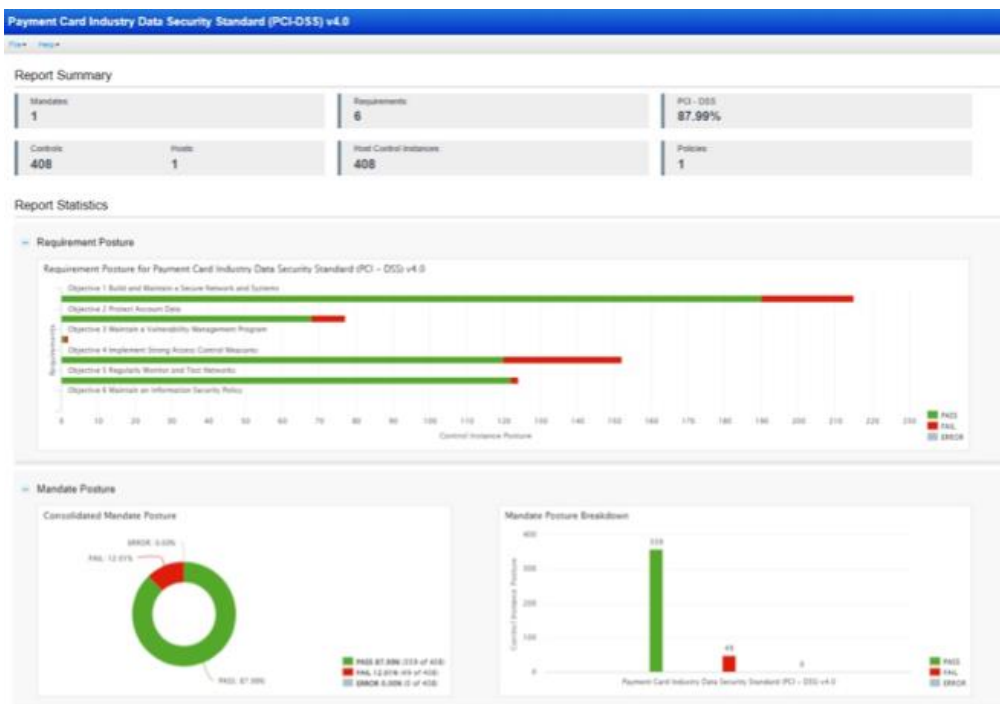 Payment Card Industry Data Security Standard (PCI-DSS) v4.0
File Help
Report Summary
Mandates
1
Requirements
6
PCI - DSS
87.99%
Controls
408
Hosts
1
Host Control Instances
408
Policies
1
Report Statistics
Requirement Posture
Requirement Posture for Payment Card Industry Data Security Standard (PCI - DSS) v4.0
Objective 1 Build and Maintain a Secure Network and Systems
Objective 2 Protect Account Data
Objective 3 Maintain a Vulnerability Management Program
Objective 4 Implement Strong Access Control Measures
Objective 5 Regularly Monitor and Test Networks
Objective 6 Maintain an Information Security Policy
Requirements
0 10 20 30 40 50 60 70 80 90 100 110 120 130 140 150 160 170 180 190 200 210 220 230
Control Instance Posture
PASS
FAIL
ERROR
Mandate Posture
Consolidated Mandate Posture
ERROR: 0.00%
FAIL: 12.01%
PASS: 87.99%
PASS 87.99% (359 of 408)
FAIL 12.01% (49 of 408)
ERROR 0.00% (0 of 408)
Mandate Posture Breakdown
Control Instance Posture
400
300
200
100
0
359
49
0
Payment Card Industry Data Security Standard (PCI - DSS) v4.0
PASS
FAIL
ERROR